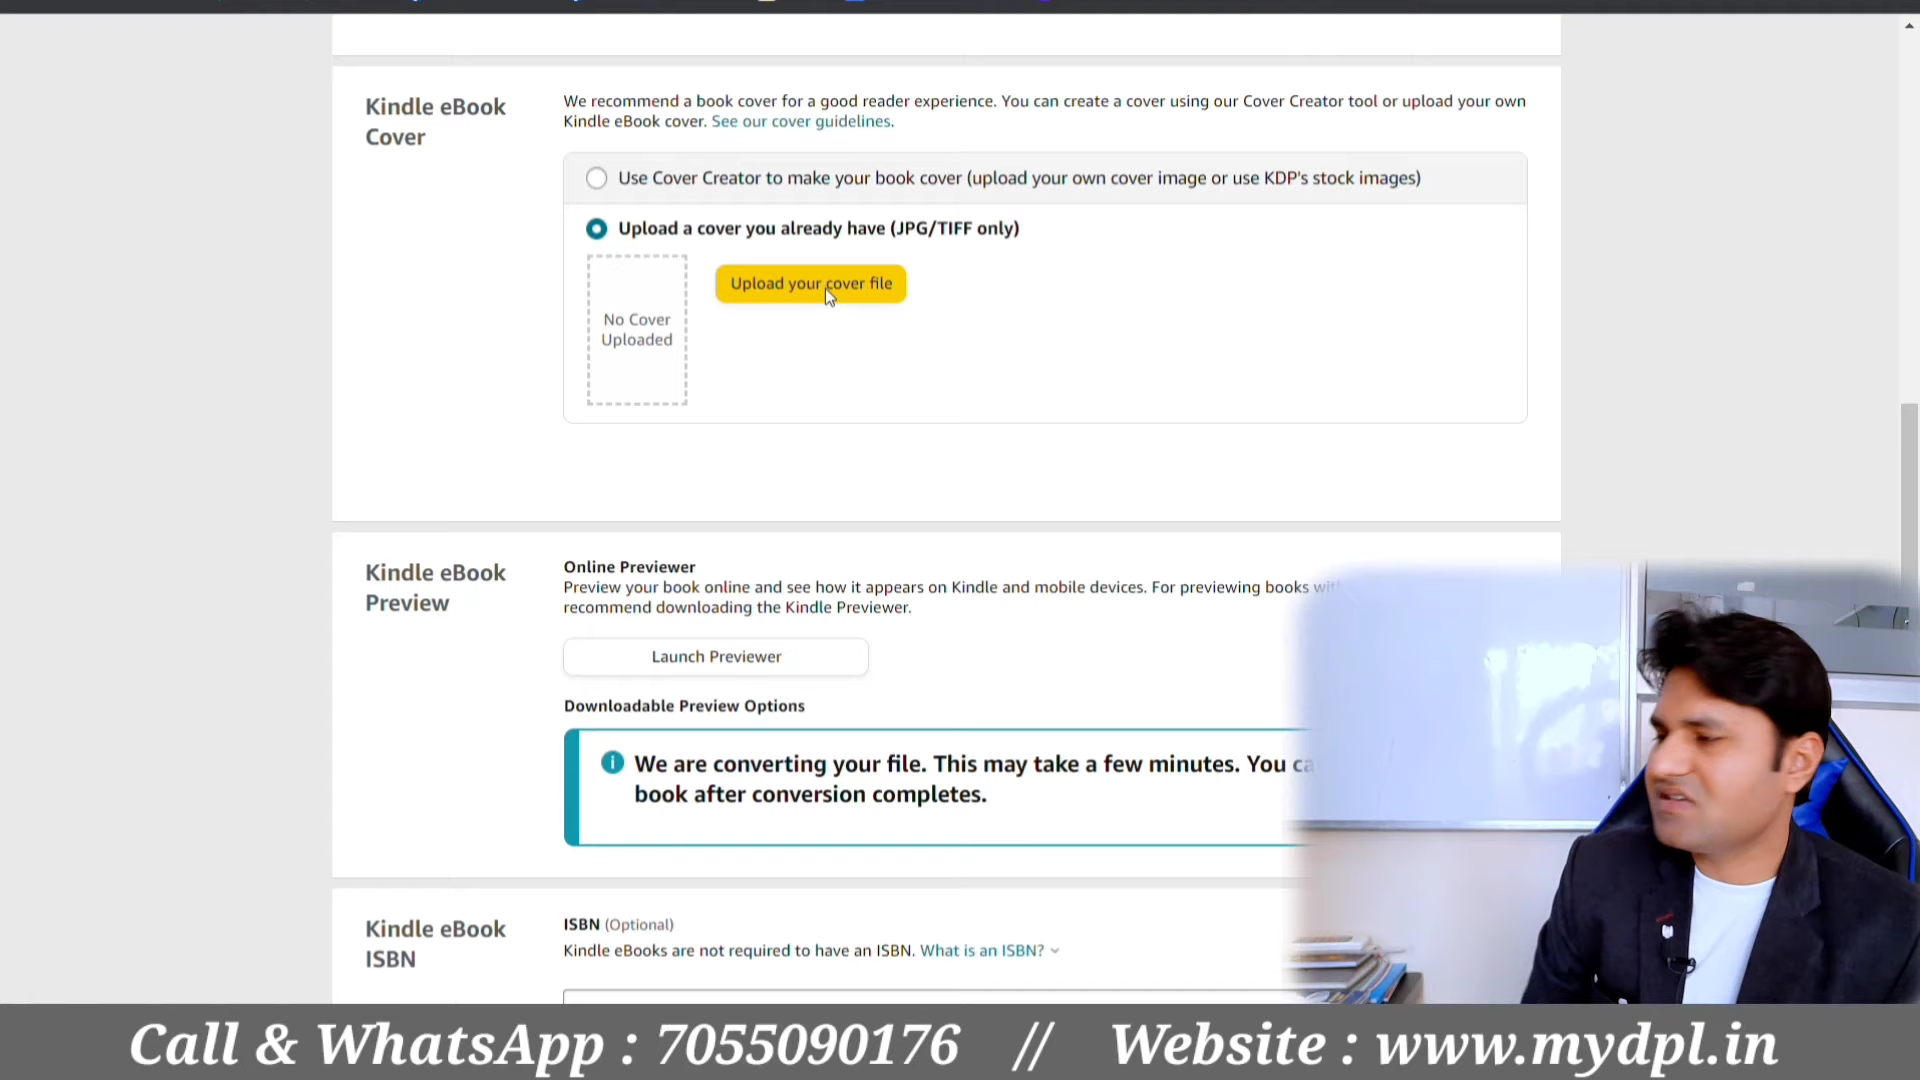 Kindle eBook
Cover
We recommend a book cover for a good reader experience. You can create a cover using our Cover Creator tool or upload your own
Kindle eBook cover. See our cover guidelines.
Use Cover Creator to make your book cover (upload your own cover image or use KDP's stock images)
Upload a cover you already have (JPG/TIFF only)
Upload your cover file
No Cover
Uploaded
Kindle eBook
Preview
Online Previewer
Preview your book online and see how it appears on Kindle and mobile devices. For previewing books
recommend downloading the Kindle Previewer.
Launch Previewer
Downloadable Preview Options
We are converting your file. This may take a few minutes. You
book after conversion completes.
Kindle eBook
ISBN
ISBN (Optional)
Kindle eBooks are not required to have an ISBN. What is an ISBN?
Call & WhatsApp : 7055090176 // Website : www.mydpl.in